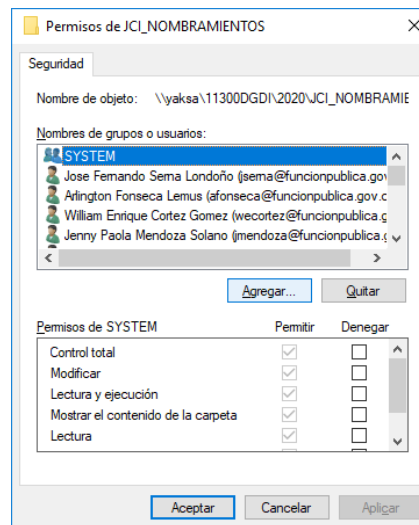 Permisos de JCI_NOMBRAMIENTOS
Seguridad
Nombre de objeto: \\yaksa\11300DGDI\2020\JCI_NOMBRAMIE
Nombres de grupos o usuarios:
SYSTEM
Jose Fernando Serna Londoño (jserna@funcionpublica.gov
Arlington Fonseca Lemus (afonseca@funcionpublica.gov.c
William Enrique Cortez Gomez (wecortez@funcionpublica.g
Jenny Paola Mendoza Solano (jmendoza@funcionpublica.g
Agregar... Quitar
Permisos de SYSTEM Permitir Denegar
Control total
Modificar
Lectura y ejecución
Mostrar el contenido de la carpeta
Lectura
Aceptar Cancelar Aplicar